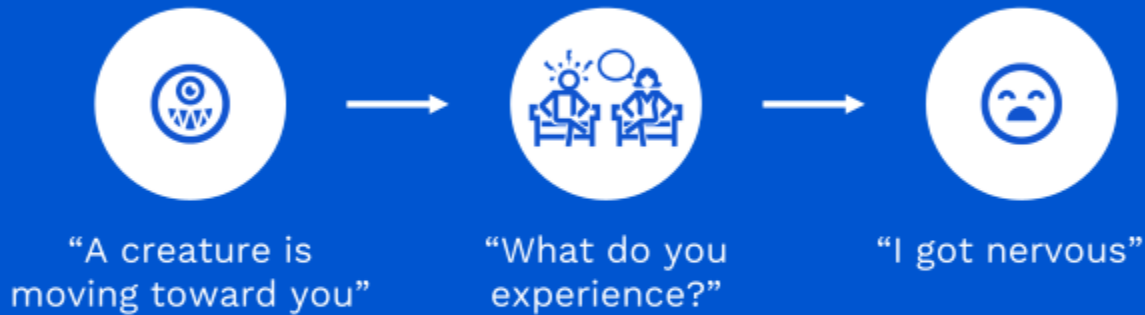 “A creature is
moving toward you”
“What do you
experience?”
“I got nervous”